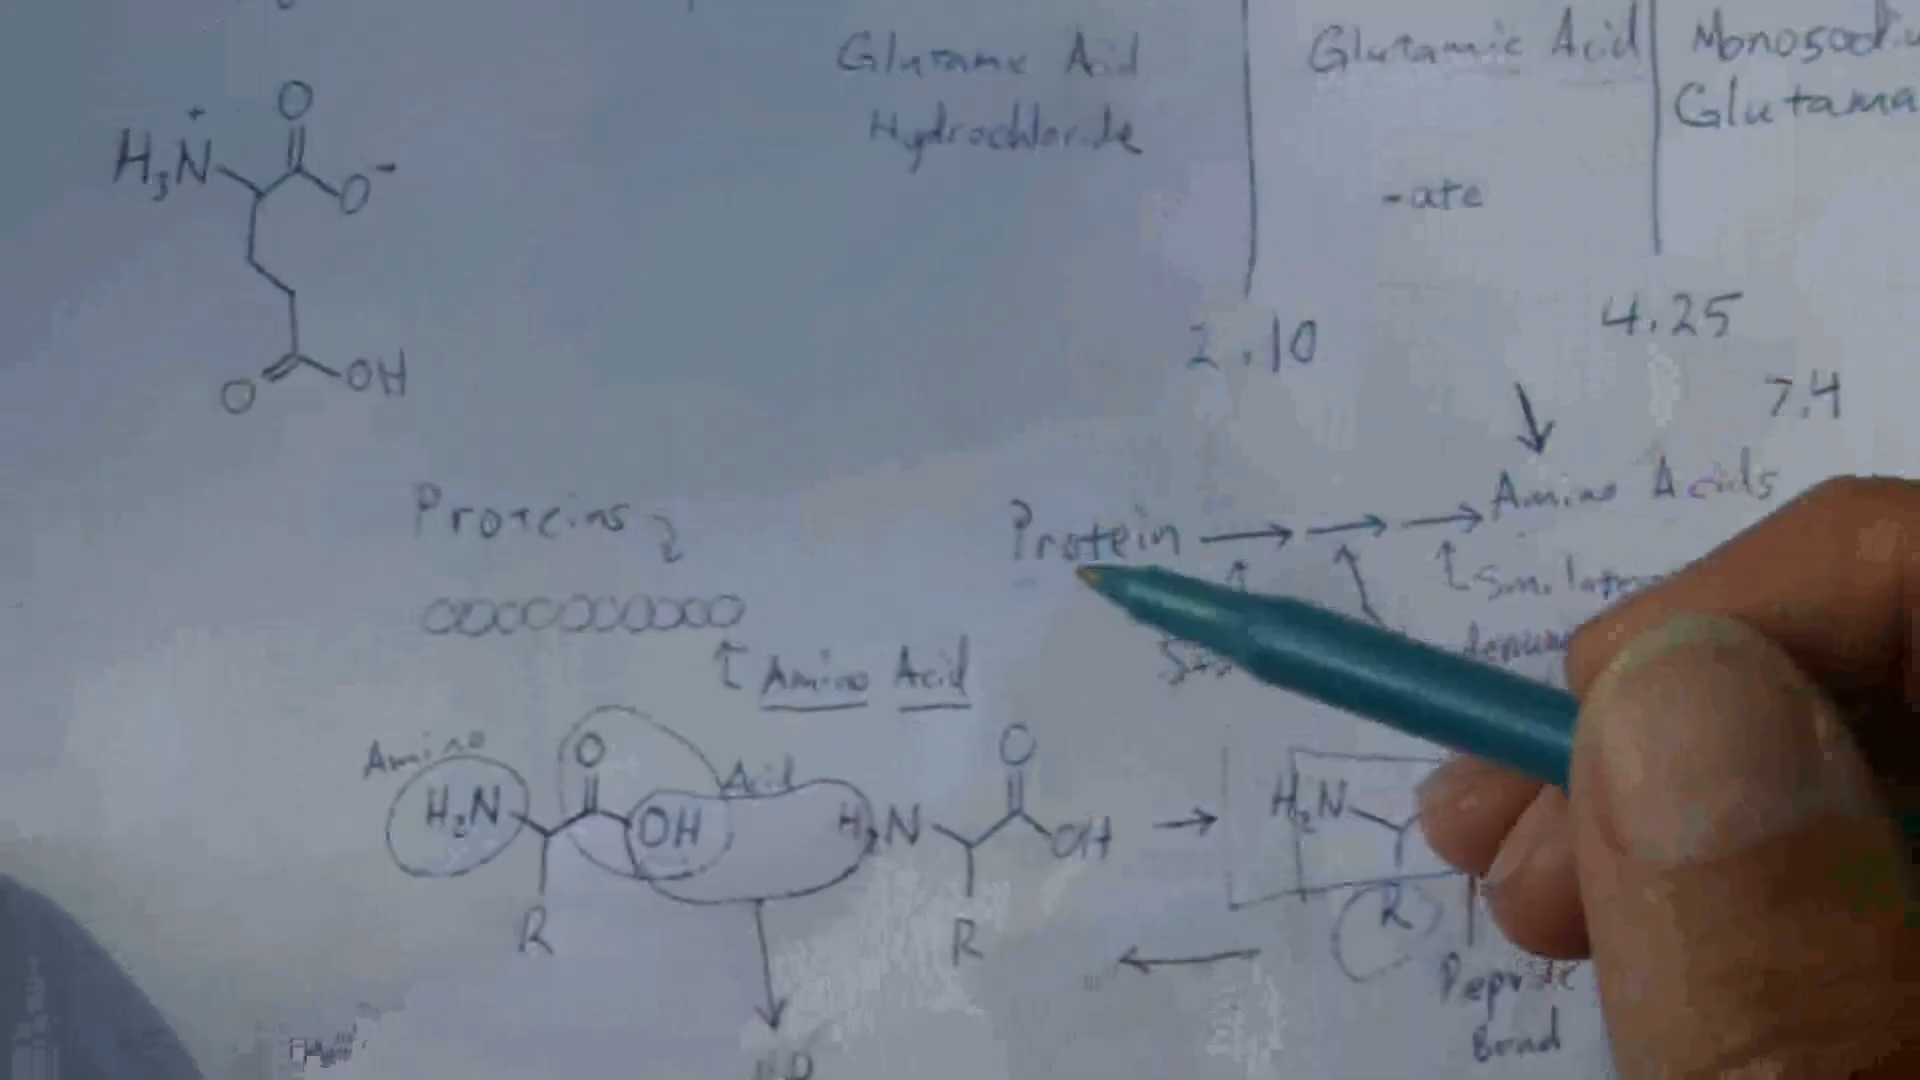 Glutamic Acid
Hydrochloride
Glutamic Acid
-ate
Monosodiu
Glutama
H₃N⁺
O
O⁻
O
OH
2.10
4.25
7.4
Proteins
Protein → → → Amino Acids
↑ Amino Acid
Amino
Acid
H₂N
O
OH
R
H₂N
O
OH
R
→
H₂N
R
←
Peptide
Bond